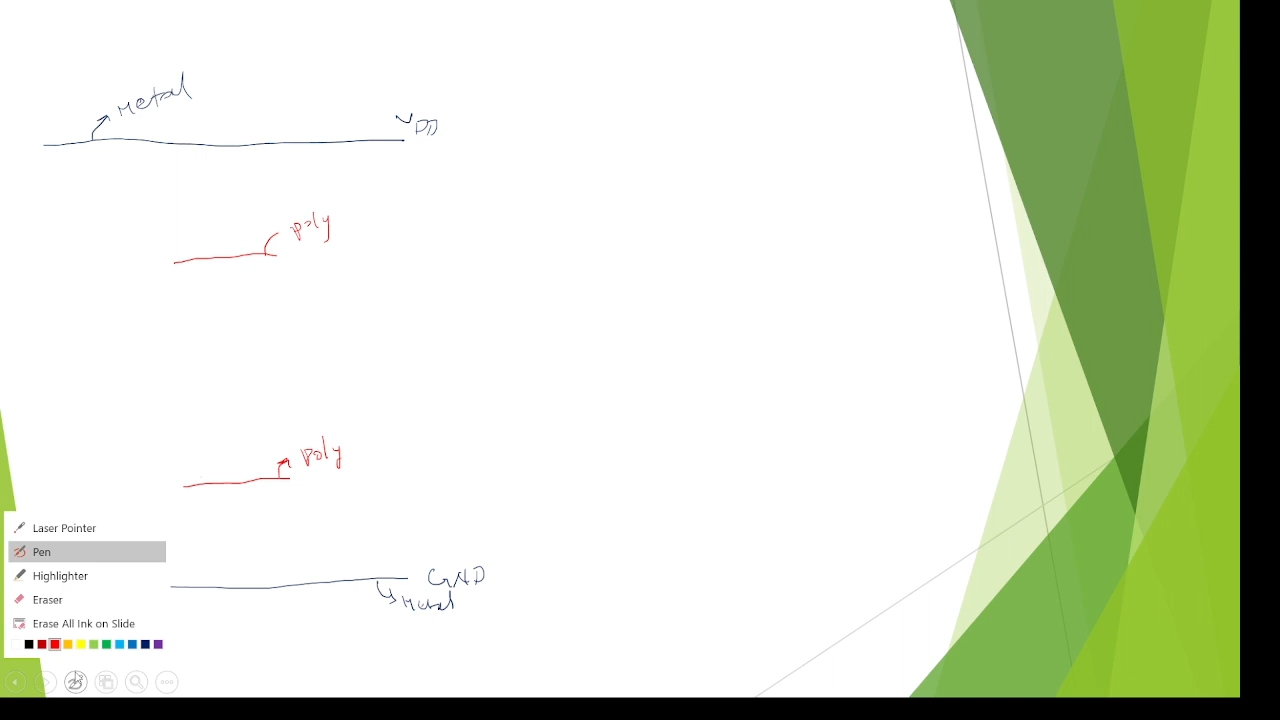 Metal
VDD
poly
poly
Laser Pointer
Pen
Highlighter
Eraser
Erase All Ink on Slide
GND
Metal